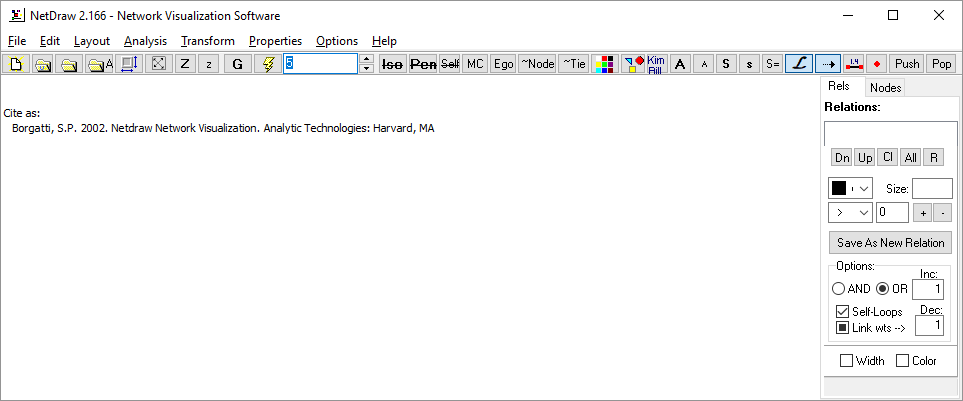 NetDraw 2.166 - Network Visualization Software
File Edit Layout Analysis Transform Properties Options Help
A Z z G 5 Iso Pen Self MC Ego ~Node ~Tie Kim Bill A A S s S= L 1.4 Push Pop
Rels Nodes
Cite as:
Borgatti, S.P. 2002. Netdraw Network Visualization. Analytic Technologies: Harvard, MA
Relations:
Dn Up Cl All R
Size:
> 0 + -
Save As New Relation
Options:
Inc:
AND OR 1
Self-Loops Dec:
Link wts --> 1
Width Color